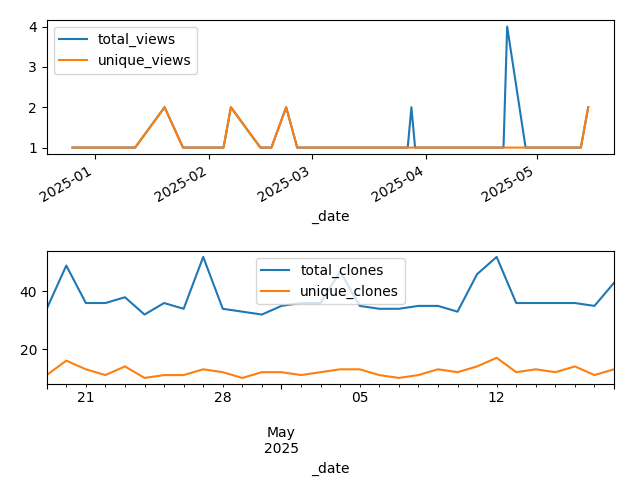 4
total_views
unique_views
3
2
1
2025-01
2025-02
2025-03
2025-04
2025-05
_date
total_clones
unique_clones
40
20
21
28
05
12
May
2025
_date